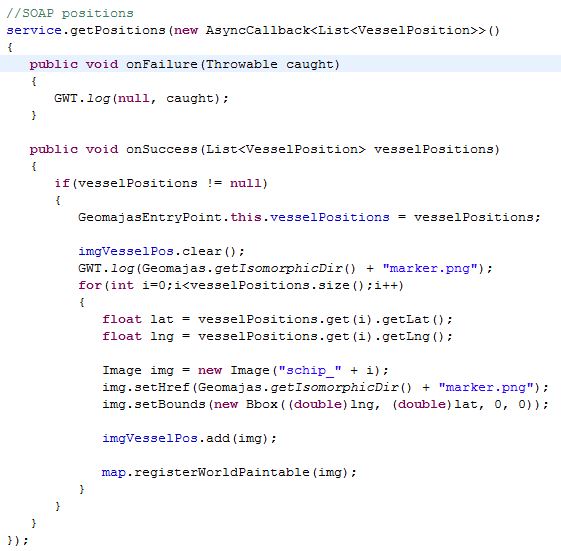 //SOAP positions
service.getPositions(new AsyncCallback<List<VesselPosition>>()
{
public void onFailure(Throwable caught)
{
GWT.log(null, caught);
}
public void onSuccess(List<VesselPosition> vesselPositions)
{
if(vesselPositions != null)
{
GeomajasEntryPoint.this.vesselPositions = vesselPositions;
imgVesselPos.clear();
GWT.log(Geomajas.getIsomorphicDir() + "marker.png");
for(int i=0;i<vesselPositions.size();i++)
{
float lat = vesselPositions.get(i).getLat();
float lng = vesselPositions.get(i).getLng();
Image img = new Image("schip_" + i);
img.setHref(Geomajas.getIsomorphicDir() + "marker.png");
img.setBounds(new Bbox((double)lng, (double)lat, 0, 0));
imgVesselPos.add(img);
map.registerWorldPaintable(img);
}
}
}
});